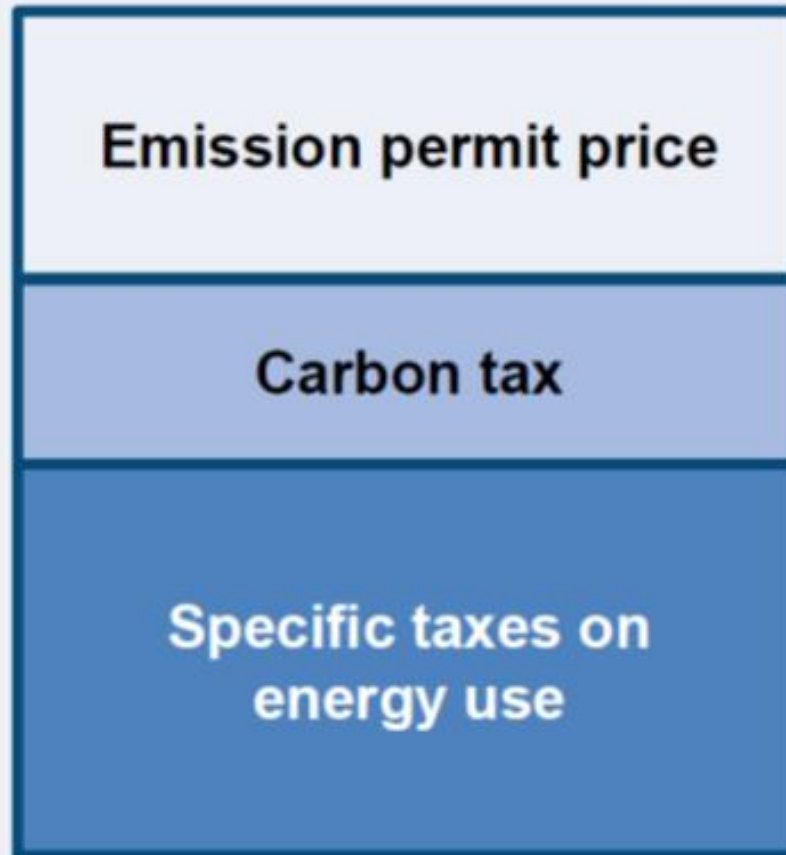 Emission permit price
Carbon tax
Specific taxes on
energy use